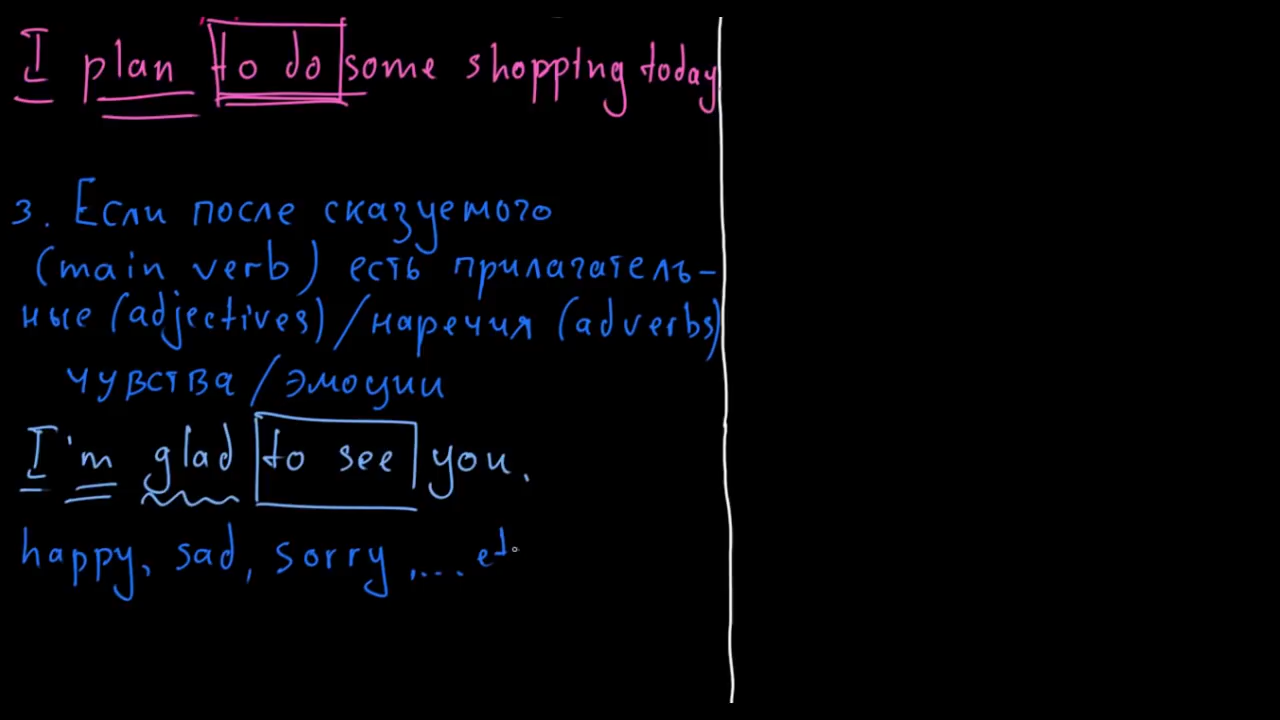 I plan to do some shopping today
3. Если после сказуемого
(main verb) есть прилагатель-
ные (adjectives) / наречия (adverbs)
чувства / эмоции
I'm glad to see you.
happy, sad, sorry .... et